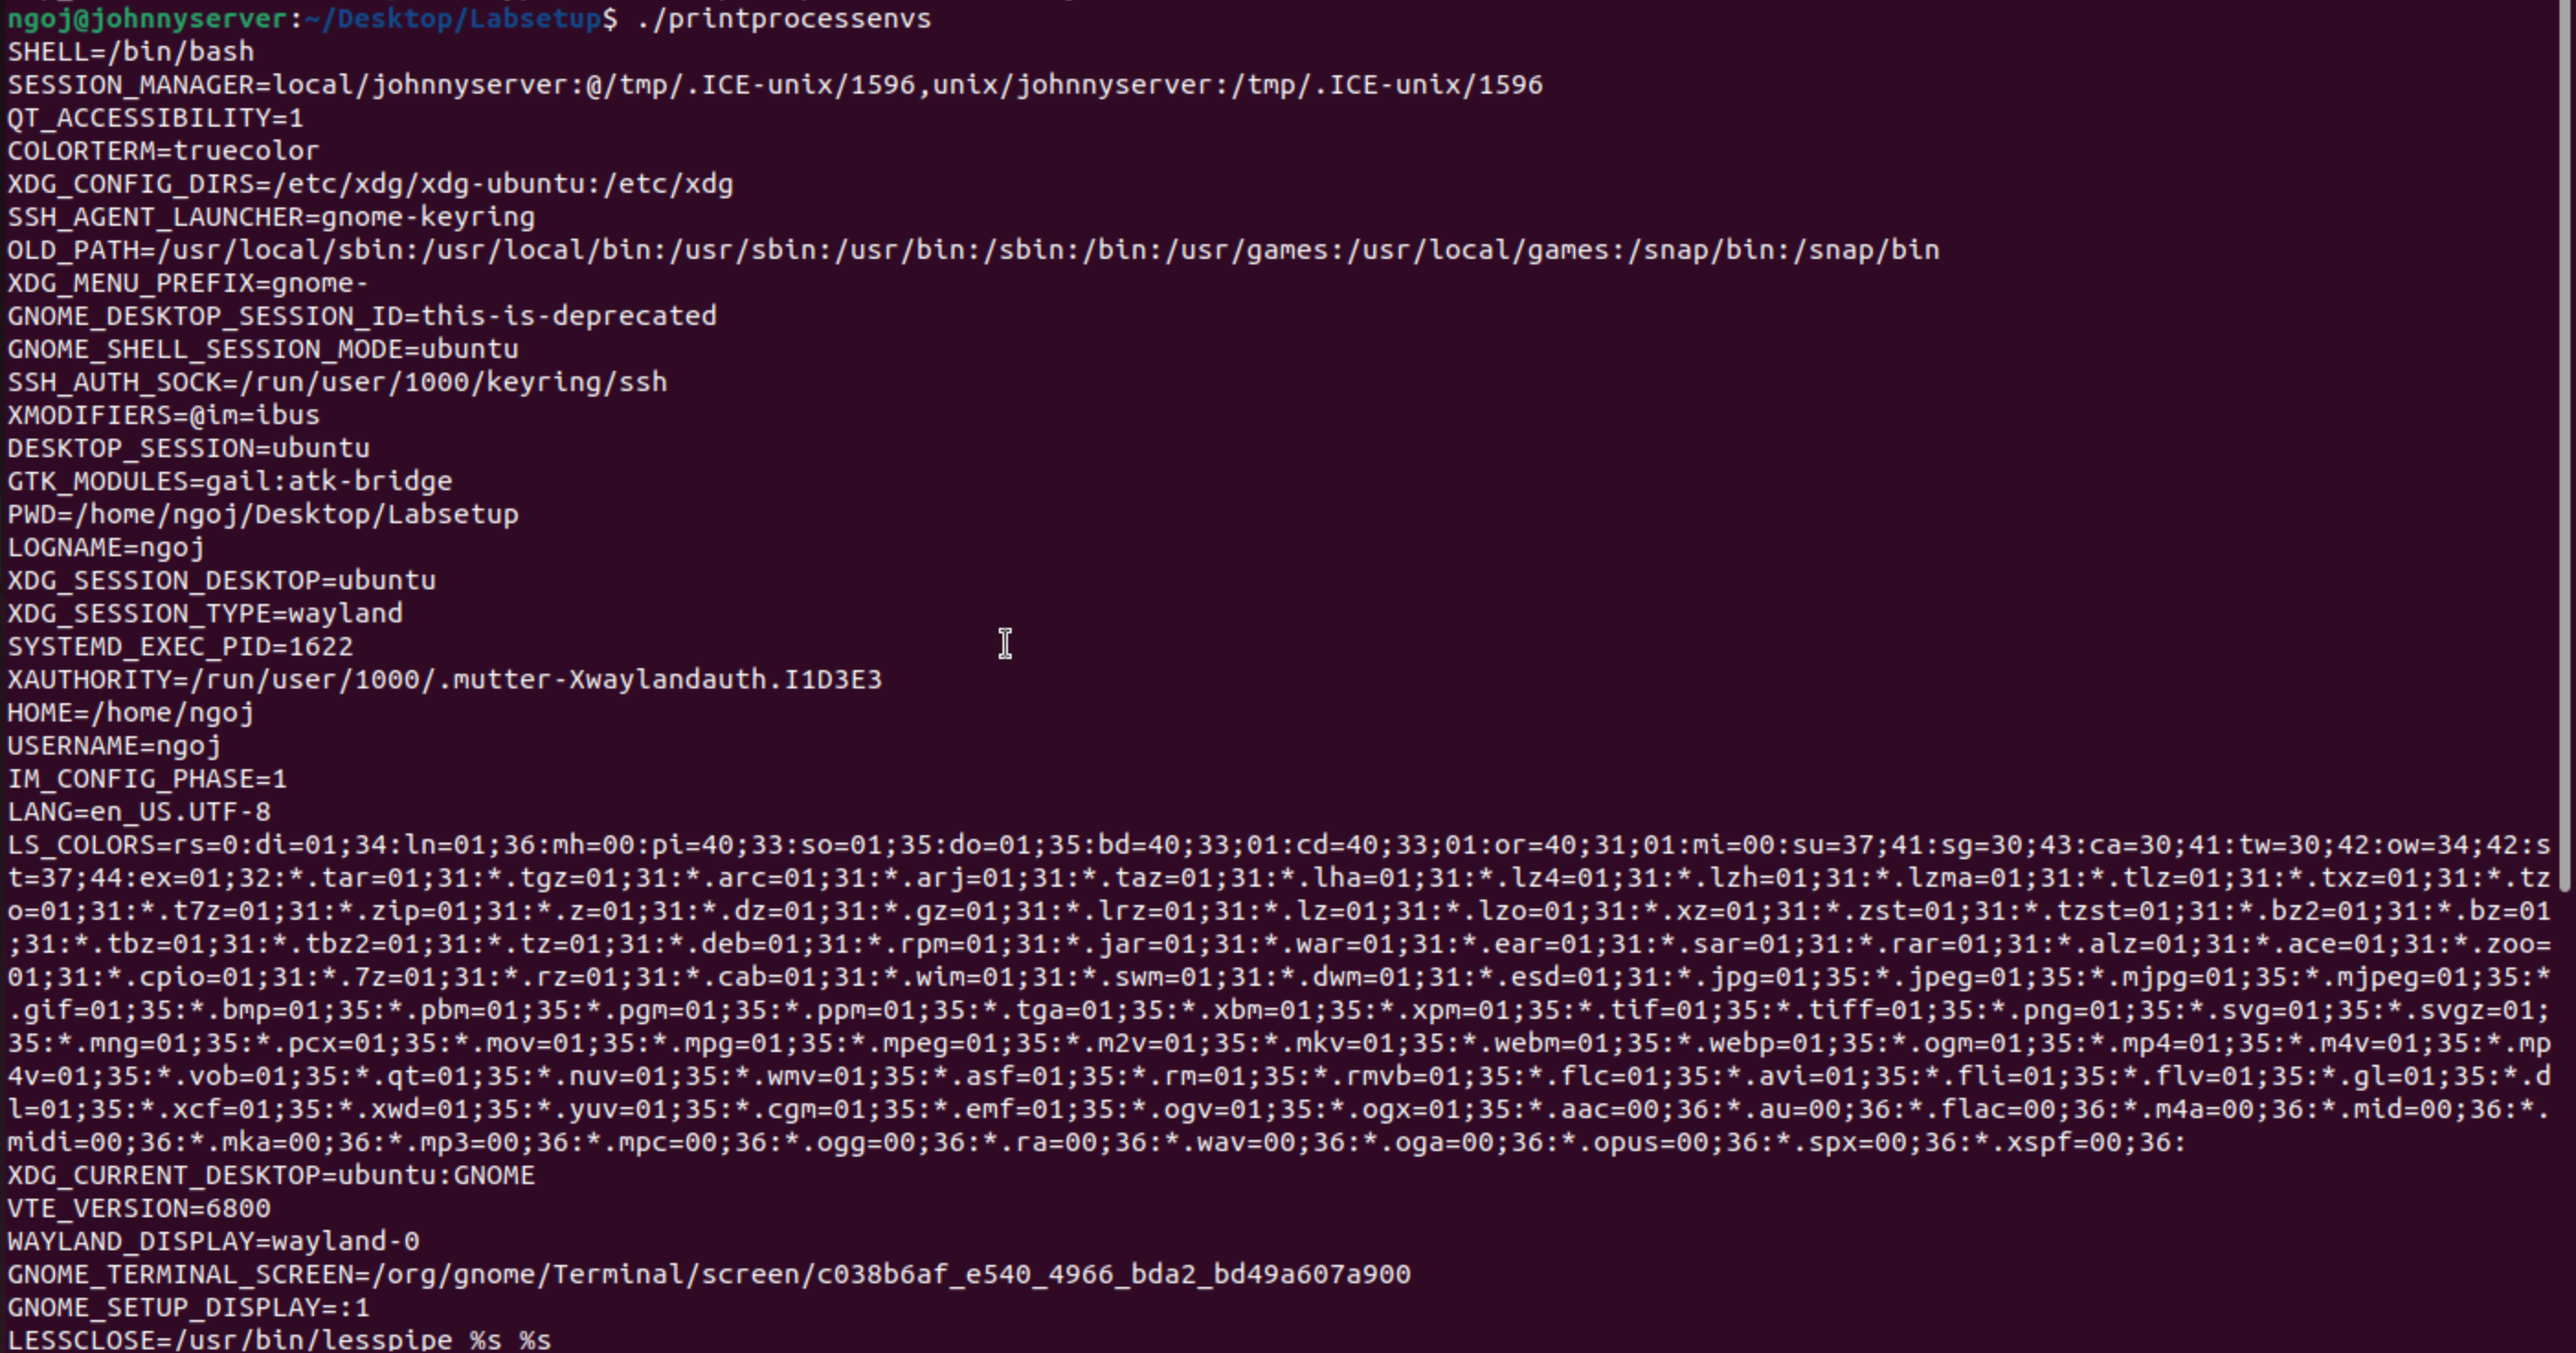 ngoj@johnnyserver:~/Desktop/Labsetup$ ./printprocessenvs
SHELL=/bin/bash
SESSION_MANAGER=local/johnnyserver:@/tmp/.ICE-unix/1596,unix/johnnyserver:/tmp/.ICE-unix/1596
QT_ACCESSIBILITY=1
COLORTERM=truecolor
XDG_CONFIG_DIRS=/etc/xdg/xdg-ubuntu:/etc/xdg
SSH_AGENT_LAUNCHER=gnome-keyring
OLD_PATH=/usr/local/sbin:/usr/local/bin:/usr/sbin:/usr/bin:/sbin:/bin:/usr/games:/usr/local/games:/snap/bin:/snap/bin
XDG_MENU_PREFIX=gnome-
GNOME_DESKTOP_SESSION_ID=this-is-deprecated
GNOME_SHELL_SESSION_MODE=ubuntu
SSH_AUTH_SOCK=/run/user/1000/keyring/ssh
XMODIFIERS=@im=ibus
DESKTOP_SESSION=ubuntu
GTK_MODULES=gail:atk-bridge
PWD=/home/ngoj/Desktop/Labsetup
LOGNAME=ngoj
XDG_SESSION_DESKTOP=ubuntu
XDG_SESSION_TYPE=wayland
SYSTEMD_EXEC_PID=1622
XAUTHORITY=/run/user/1000/.mutter-Xwaylandauth.I1D3E3
HOME=/home/ngoj
USERNAME=ngoj
IM_CONFIG_PHASE=1
LANG=en_US.UTF-8
LS_COLORS=rs=0:di=01;34:ln=01;36:mh=00:pi=40;33:so=01;35:do=01;35:bd=40;33;01:cd=40;33;01:or=40;31;01:mi=00:su=37;41:sg=30;43:ca=30;41:tw=30;42:ow=34;42:s
t=37;44:ex=01;32:*.tar=01;31:*.tgz=01;31:*.arc=01;31:*.arj=01;31:*.taz=01;31:*.lha=01;31:*.lz4=01;31:*.lzh=01;31:*.lzma=01;31:*.tlz=01;31:*.txz=01;31:*.tz
o=01;31:*.t7z=01;31:*.zip=01;31:*.z=01;31:*.dz=01;31:*.gz=01;31:*.lrz=01;31:*.lz=01;31:*.lzo=01;31:*.xz=01;31:*.zst=01;31:*.tzst=01;31:*.bz2=01;31:*.bz=01
;31:*.tbz=01;31:*.tbz2=01;31:*.tz=01;31:*.deb=01;31:*.rpm=01;31:*.jar=01;31:*.war=01;31:*.ear=01;31:*.sar=01;31:*.rar=01;31:*.alz=01;31:*.ace=01;31:*.zoo=
01;31:*.cpio=01;31:*.7z=01;31:*.rz=01;31:*.cab=01;31:*.wim=01;31:*.swm=01;31:*.dwm=01;31:*.esd=01;31:*.jpg=01;35:*.jpeg=01;35:*.mjpg=01;35:*.mjpeg=01;35:*
.gif=01;35:*.bmp=01;35:*.pbm=01;35:*.pgm=01;35:*.ppm=01;35:*.tga=01;35:*.xbm=01;35:*.xpm=01;35:*.tif=01;35:*.tiff=01;35:*.png=01;35:*.svg=01;35:*.svgz=01;
35:*.mng=01;35:*.pcx=01;35:*.mov=01;35:*.mpg=01;35:*.mpeg=01;35:*.m2v=01;35:*.mkv=01;35:*.webm=01;35:*.webp=01;35:*.ogm=01;35:*.mp4=01;35:*.m4v=01;35:*.mp
4v=01;35:*.vob=01;35:*.qt=01;35:*.nuv=01;35:*.wmv=01;35:*.asf=01;35:*.rm=01;35:*.rmvb=01;35:*.flc=01;35:*.avi=01;35:*.fli=01;35:*.flv=01;35:*.gl=01;35:*.d
l=01;35:*.xcf=01;35:*.xwd=01;35:*.yuv=01;35:*.cgm=01;35:*.emf=01;35:*.ogv=01;35:*.ogx=01;35:*.aac=00;36:*.au=00;36:*.flac=00;36:*.m4a=00;36:*.mid=00;36:*.
midi=00;36:*.mka=00;36:*.mp3=00;36:*.mpc=00;36:*.ogg=00;36:*.ra=00;36:*.wav=00;36:*.oga=00;36:*.opus=00;36:*.spx=00;36:*.xspf=00;36:
XDG_CURRENT_DESKTOP=ubuntu:GNOME
VTE_VERSION=6800
WAYLAND_DISPLAY=wayland-0
GNOME_TERMINAL_SCREEN=/org/gnome/Terminal/screen/c038b6af_e540_4966_bda2_bd49a607a900
GNOME_SETUP_DISPLAY=:1
LESSCLOSE=/usr/bin/lesspipe %s %s